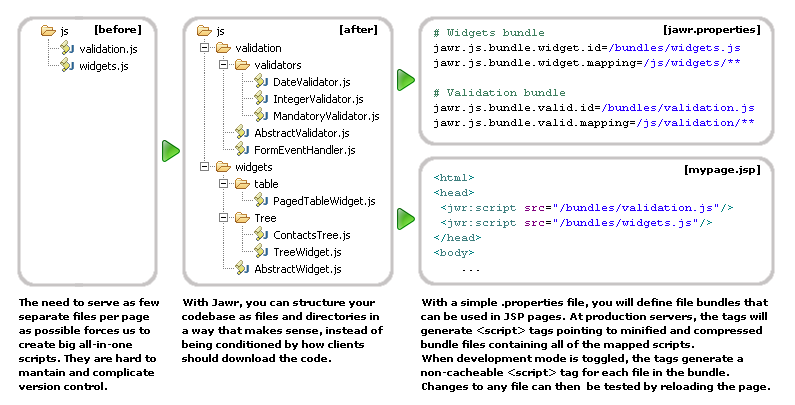 js
[before]
validation.js
widgets.js
The need to serve as few
separate files per page
as possible forces us to
create big all-in-one
scripts. They are hard to
mantain and complicate
version control.
js
[after]
validation
validators
DateValidator.js
IntegerValidator.js
MandatoryValidator.js
AbstractValidator.js
FormEventHandler.js
widgets
table
PagedTableWidget.js
Tree
ContactsTree.js
TreeWidget.js
AbstractWidget.js
With Jawr, you can structure your
codebase as files and directories in
a way that makes sense, instead of
being conditioned by how clients
should download the code.
[jawr.properties]
# Widgets bundle
jawr.js.bundle.widget.id=/bundles/widgets.js
jawr.js.bundle.widget.mapping=/js/widgets/**
# Validation bundle
jawr.js.bundle.valid.id=/bundles/validation.js
jawr.js.bundle.valid.mapping=/js/validation/**
[mypage.jsp]
<html>
<head>
<jwr:script src="/bundles/validation.js"/>
<jwr:script src="/bundles/widgets.js"/>
</head>
<body>
...
With a simple .properties file, you will define file bundles that
can be used in JSP pages. At production servers, the tags will
generate <script> tags pointing to minified and compressed
bundle files containing all of the mapped scripts.
When development mode is toggled, the tags generate a
non-cacheable <script> tag for each file in the bundle.
Changes to any file can then be tested by reloading the page.